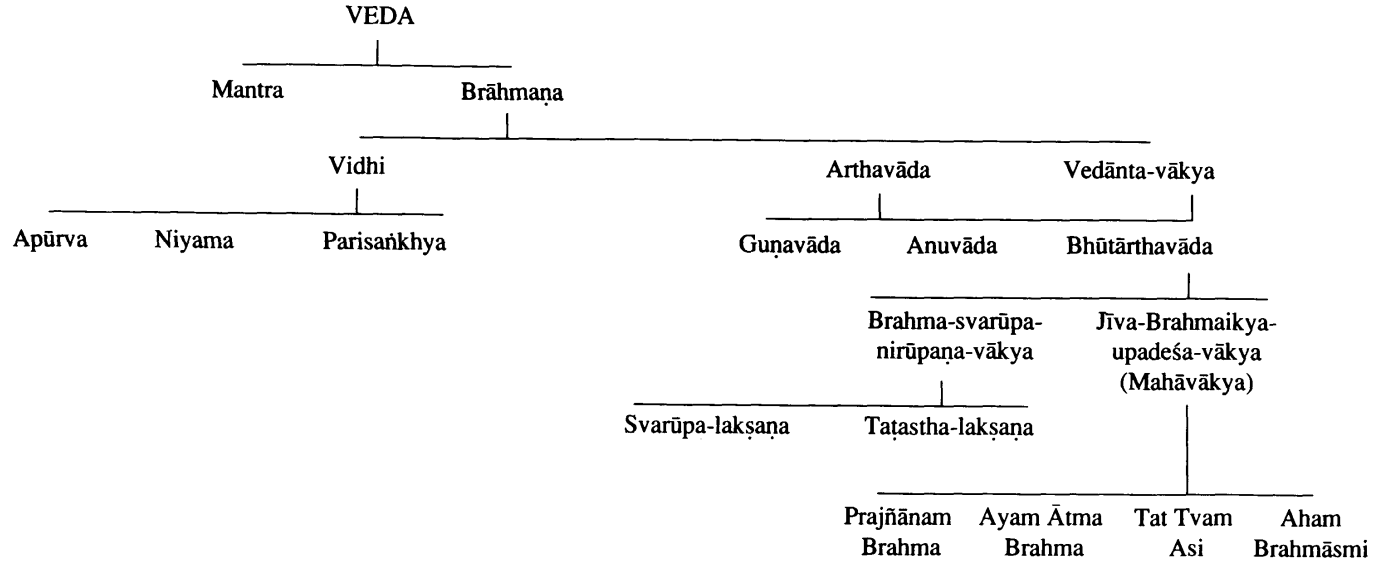 VEDA
Mantra Brāhmaṇa
Vidhi Arthavāda Vedānta-vākya
Apūrva Niyama Parisaṅkhya Guṇavāda Anuvāda Bhūtārthavāda
Brahma-svarūpa- Jīva-Brahmaikya-
nirūpaṇa-vākya upadeśa-vākya
(Mahāvākya)
Svarūpa-lakṣaṇa Taṭastha-lakṣaṇa
Prajñānam Ayam Ātma Tat Tvam Aham
Brahma Brahma Asi Brahmāsmi